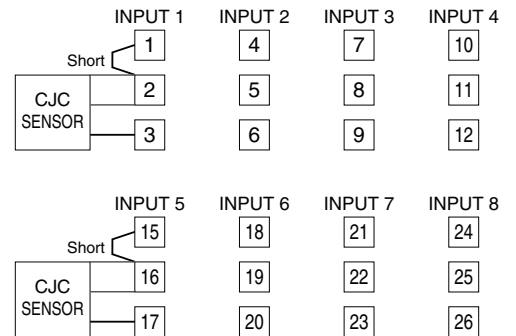 INPUT 1 INPUT 2 INPUT 3 INPUT 4
1 4 7 10
Short
2 5 8 11
CJC
SENSOR
3 6 9 12
INPUT 5 INPUT 6 INPUT 7 INPUT 8
15 18 21 24
Short
16 19 22 25
CJC
SENSOR
17 20 23 26